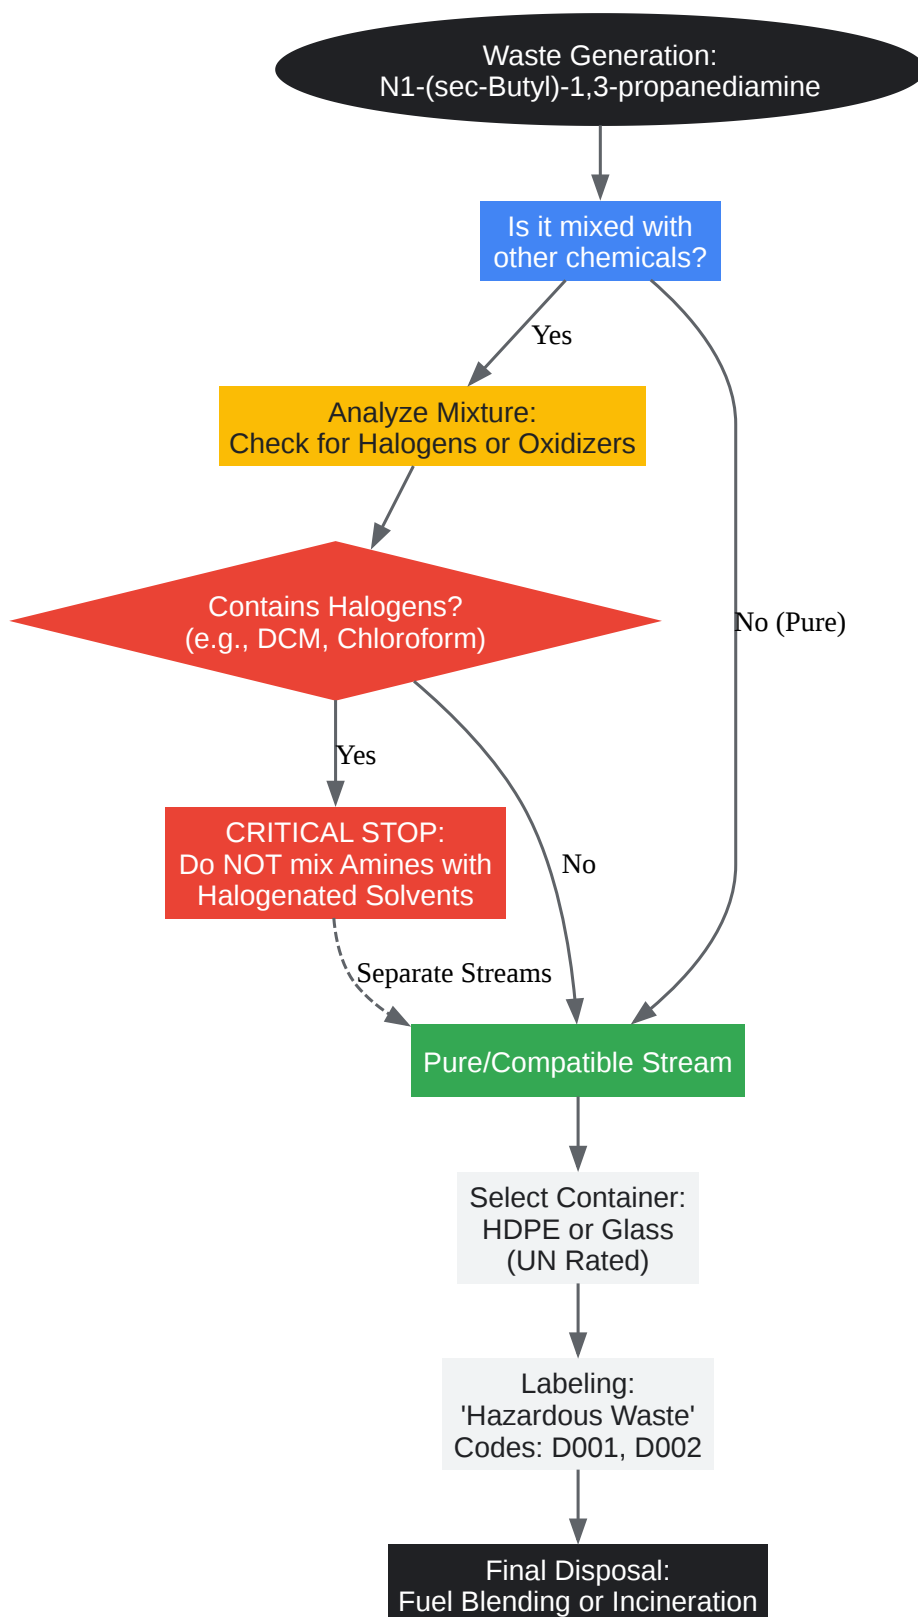 Waste Generation:
N1-(sec-Butyl)-1,3-propanediamine
Is it mixed with
other chemicals?
Yes
Analyze Mixture:
Check for Halogens or Oxidizers
Contains Halogens?
(e.g., DCM, Chloroform)
No (Pure)
Yes
CRITICAL STOP:
Do NOT mix Amines with
Halogenated Solvents
No
Separate Streams
Pure/Compatible Stream
Select Container:
HDPE or Glass
(UN Rated)
Labeling:
'Hazardous Waste'
Codes: D001, D002
Final Disposal:
Fuel Blending or Incineration